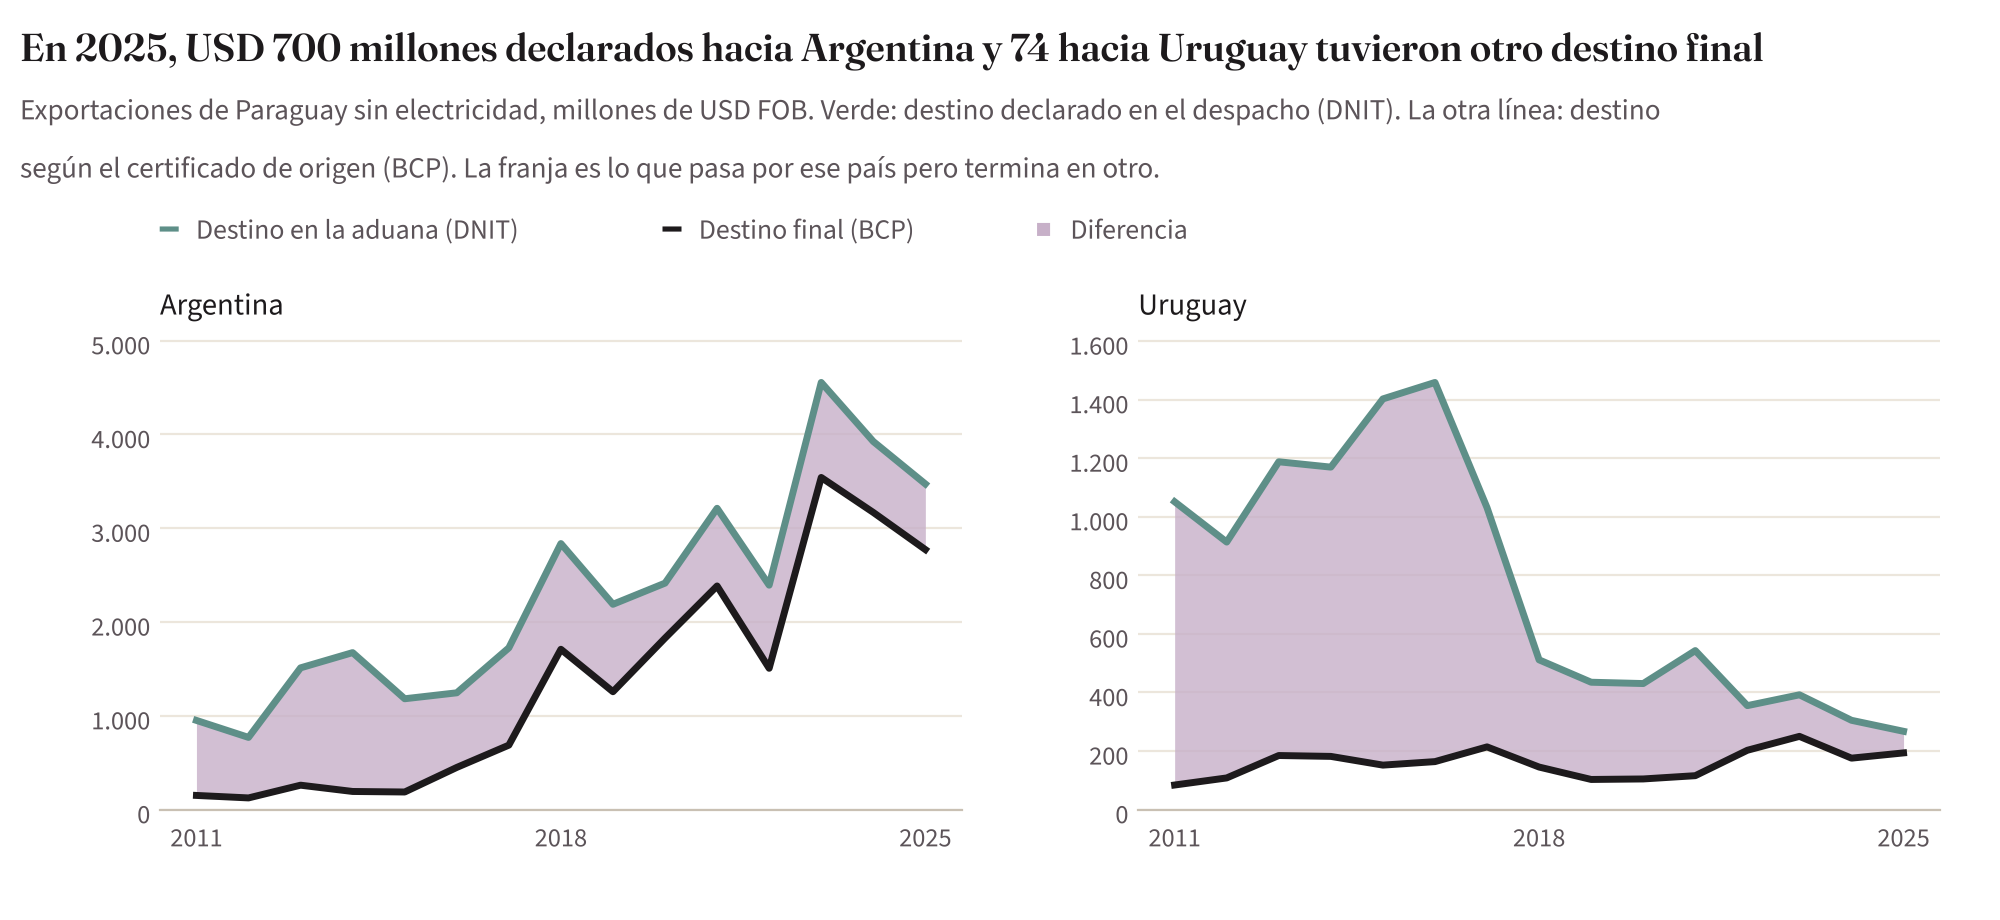 En 2025, USD 700 millones declarados hacia Argentina y 74 hacia Uruguay tuvieron otro destino final
Exportaciones de Paraguay sin electricidad, millones de USD FOB. Verde: destino declarado en el despacho (DNIT). La otra línea: destino
según el certificado de origen (BCP). La franja es lo que pasa por ese país pero termina en otro.
Destino en la aduana (DNIT) Destino final (BCP) Diferencia
Argentina
5.000
4.000
3.000
2.000
1.000
0
2011 2018 2025
Uruguay
1.600
1.400
1.200
1.000
800
600
400
200
0
2011 2018 2025